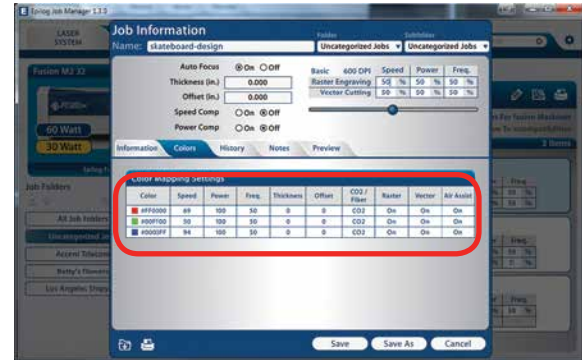 Epilog Job Manager 1.3.0
LASER
SYSTEM
Fusion M2 32
60 Watt
30 Watt
Job Folders
All Job Folders
Job Information
Name: skateboard-design
Folder
Uncategorized Jobs
Subfolder
Uncategorized Jobs
Auto Focus On Off
Thickness (in.) 0.000
Offset (in.) 0.000
Speed Comp On Off
Power Comp On Off
Basic 600 DPI Speed Power Freq.
Raster Engraving 50 % 50 % 50 %
Vector Cutting 50 % 50 % 50 %
Information Colors History Notes Preview
Color Mapping Settings
Color Speed Power Freq. Thickness Offset CO2 / Fiber Raster Vector Air Assist
#FF0000 69 100 50 0 0 CO2 On On On
#00FF00 50 100 50 0 0 CO2 On On On
#0000FF 94 100 50 0 0 CO2 On On On
Save Save As Cancel
3 Items